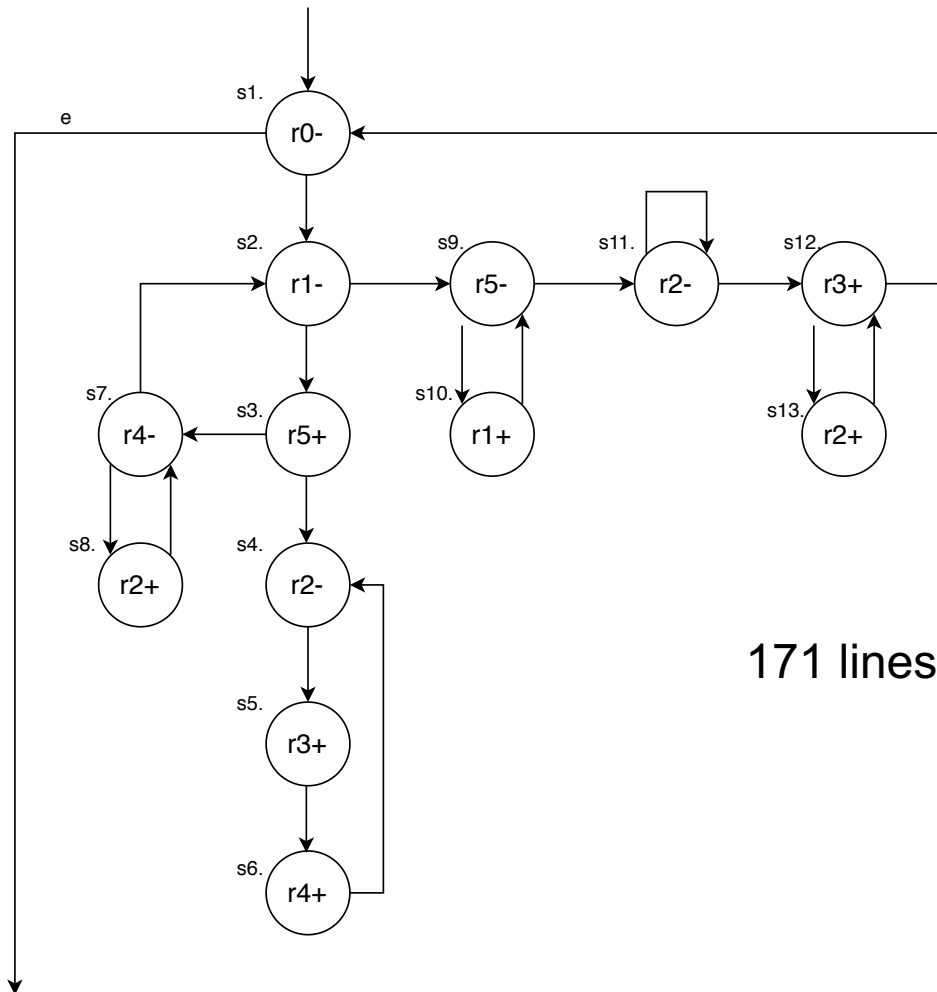 s1.
r0-
e
s2.
r1-
s9.
r5-
s11.
r2-
s12.
r3+
s7.
r4-
s3.
r5+
s10.
r1+
s13.
r2+
s8.
r2+
s4.
r2-
171 lines
s5.
r3+
s6.
r4+